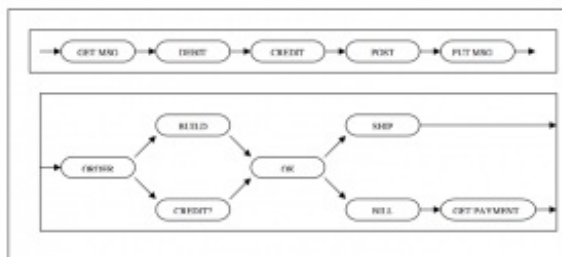 GET MSG DEBIT CREDIT POST PUT MSG
BUILD SHIP
ORDER OK
CREDIT? BILL GET PAYMENT